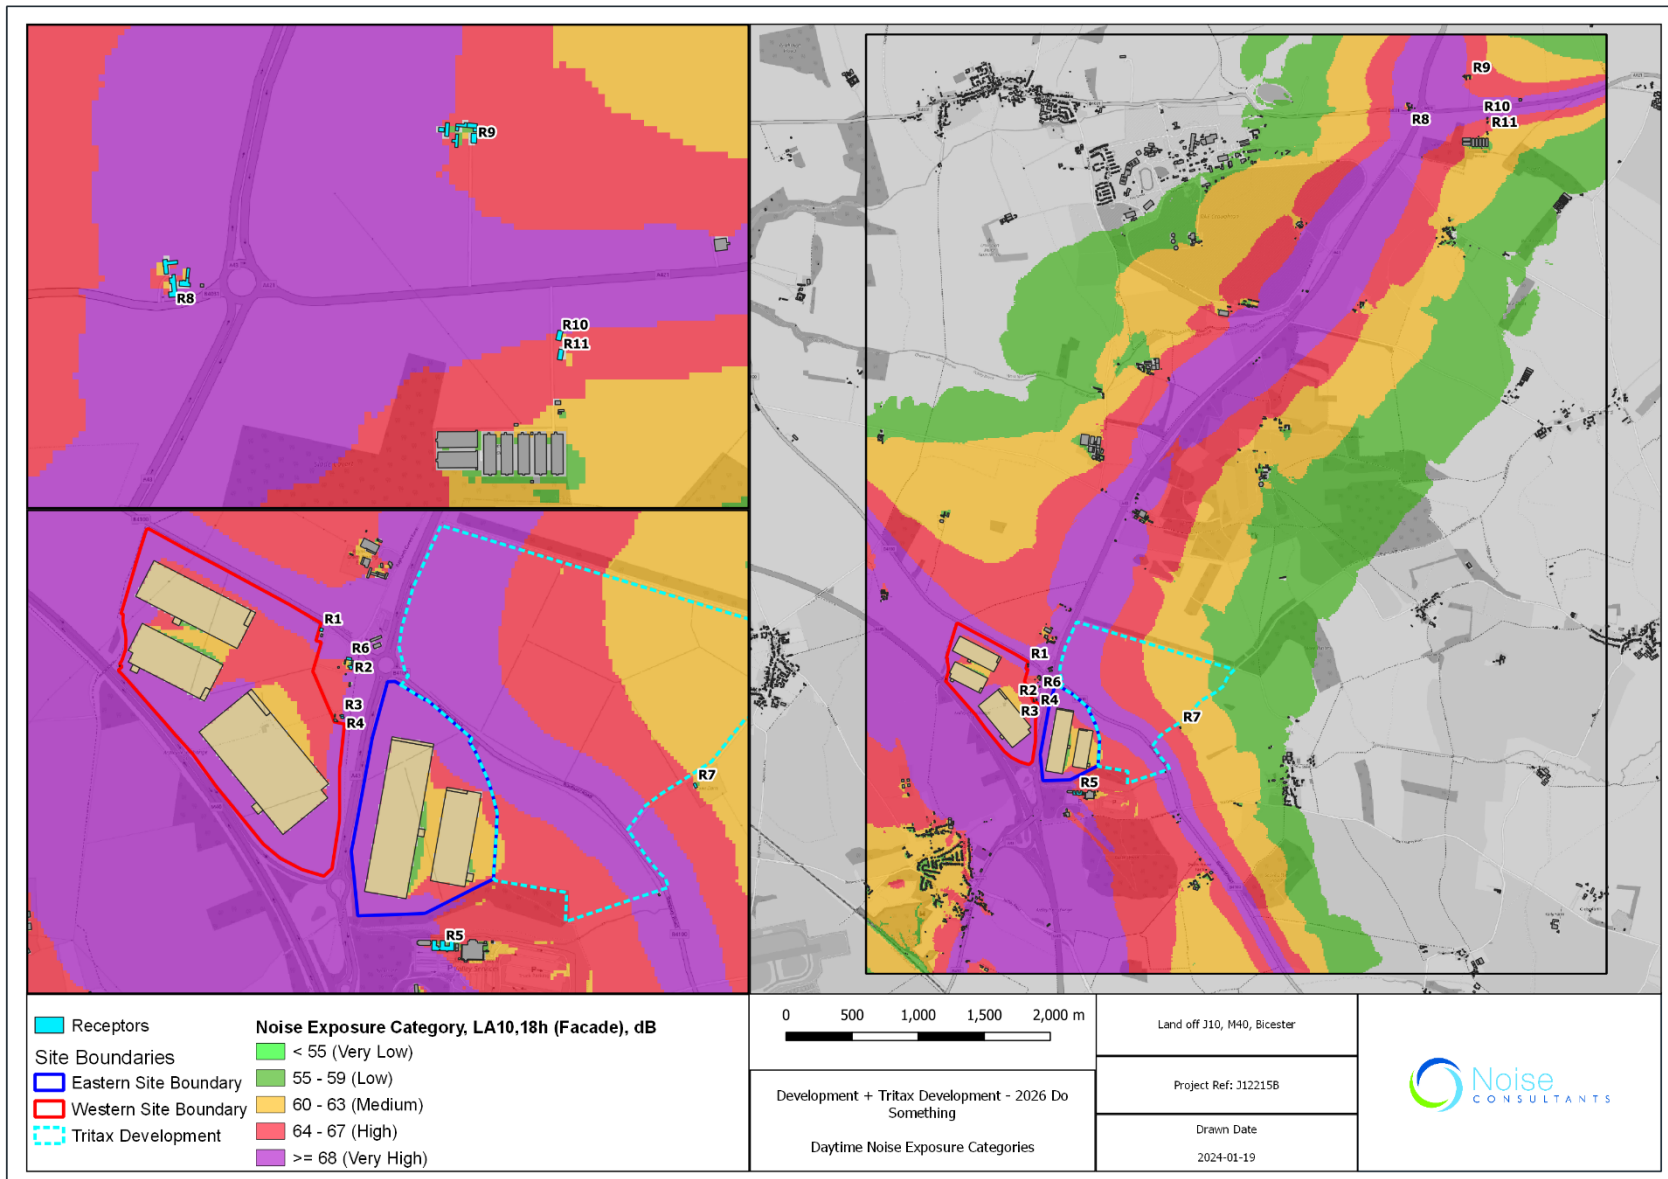 R9
R8
R10
R11
R1
R6
R2
R3
R4
R7
R5
R9
R10
R8
R11
R1
R6
R2
R4
R3
R7
R5
Receptors
Site Boundaries
Eastern Site Boundary
Western Site Boundary
Tritax Development
Noise Exposure Category, LA10,18h (Facade), dB
< 55 (Very Low)
55 - 59 (Low)
60 - 63 (Medium)
64 - 67 (High)
>= 68 (Very High)
0 500 1,000 1,500 2,000 m
Development + Tritax Development - 2026 Do
Something
Daytime Noise Exposure Categories
Land off J10, M40, Bicester
Project Ref: J12215B
Drawn Date
2024-01-19
Noise
CONSULTANTS